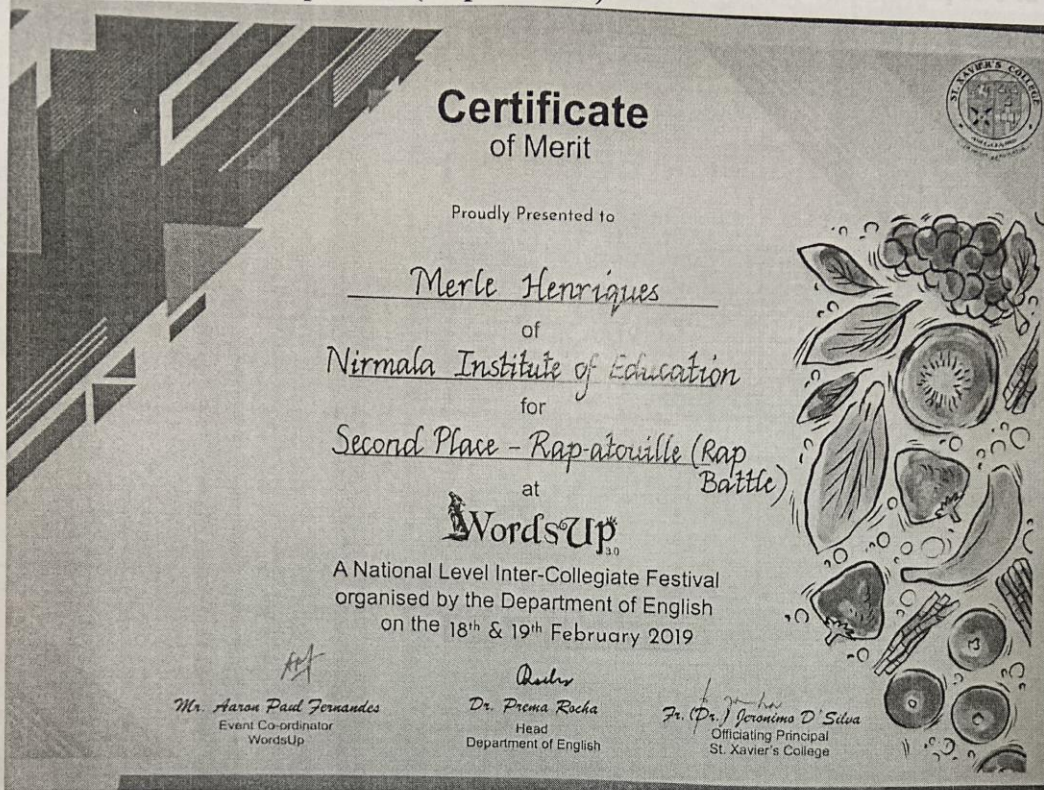 Certificate
of Merit
ST. XAVIER'S COLLEGE
Proudly Presented to
Merle Henriques
of
Nirmala Institute of Education
for
Second Place - Rap-atouille (Rap
Battle)
at
WordsUp
3.0
A National Level Inter-Collegiate Festival
organised by the Department of English
on the 18th & 19th February 2019
Mr. Aaron Paul Fernandes
Event Co-ordinator
WordsUp
Dr. Prema Rocha
Head
Department of English
Fr. (Dr.) Jeronimo D'Silva
Officiating Principal
St. Xavier's College